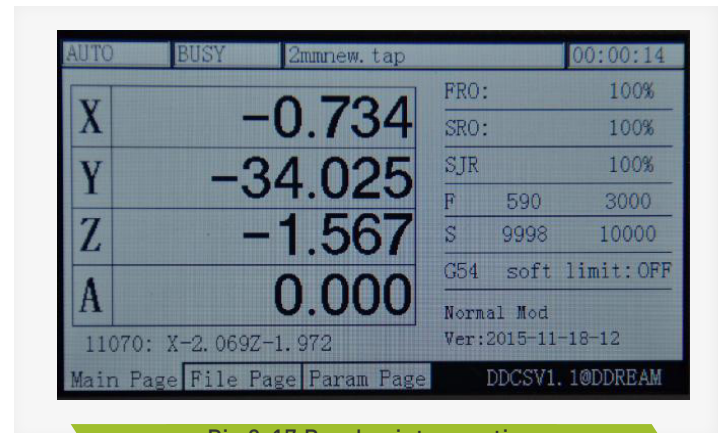 AUTO BUSY 2mmnew.tap 00:00:14
X -0.734
Y -34.025
Z -1.567
A 0.000
11070: X-2.069Z-1.972
FRO: 100%
SRO: 100%
SJR 100%
F 590 3000
S 9998 10000
G54 soft limit:OFF
Normal Mod
Ver:2015-11-18-12
Main Page File Page Param Page DDCSV1.1@DDREAM